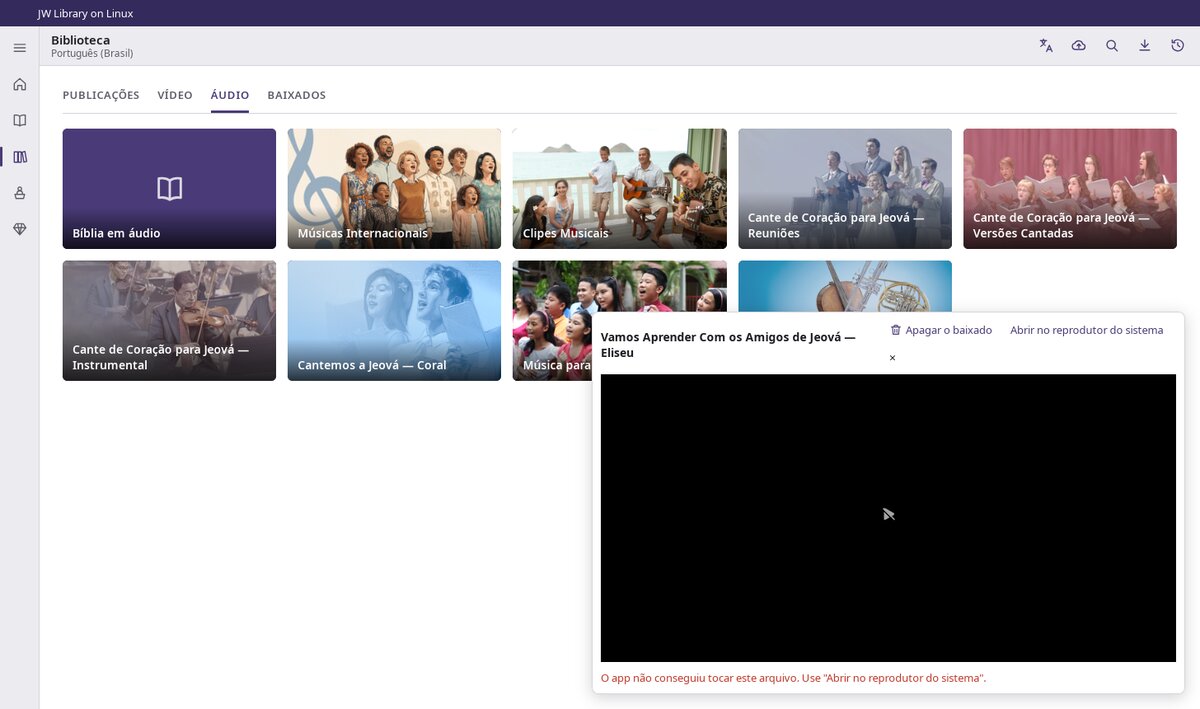 JW Library on Linux
Biblioteca
Português (Brasil)
PUBLICAÇÕES
VÍDEO
ÁUDIO
BAIXADOS
Bíblia em áudio
Músicas Internacionais
Clipes Musicais
Cante de Coração para Jeová —
Reuniões
Cante de Coração para Jeová —
Versões Cantadas
Cante de Coração para Jeová —
Instrumental
Cantemos a Jeová — Coral
Música para
Vamos Aprender Com os Amigos de Jeová —
Eliseu
Apagar o baixado
Abrir no reprodutor do sistema
×
O app não conseguiu tocar este arquivo. Use "Abrir no reprodutor do sistema".